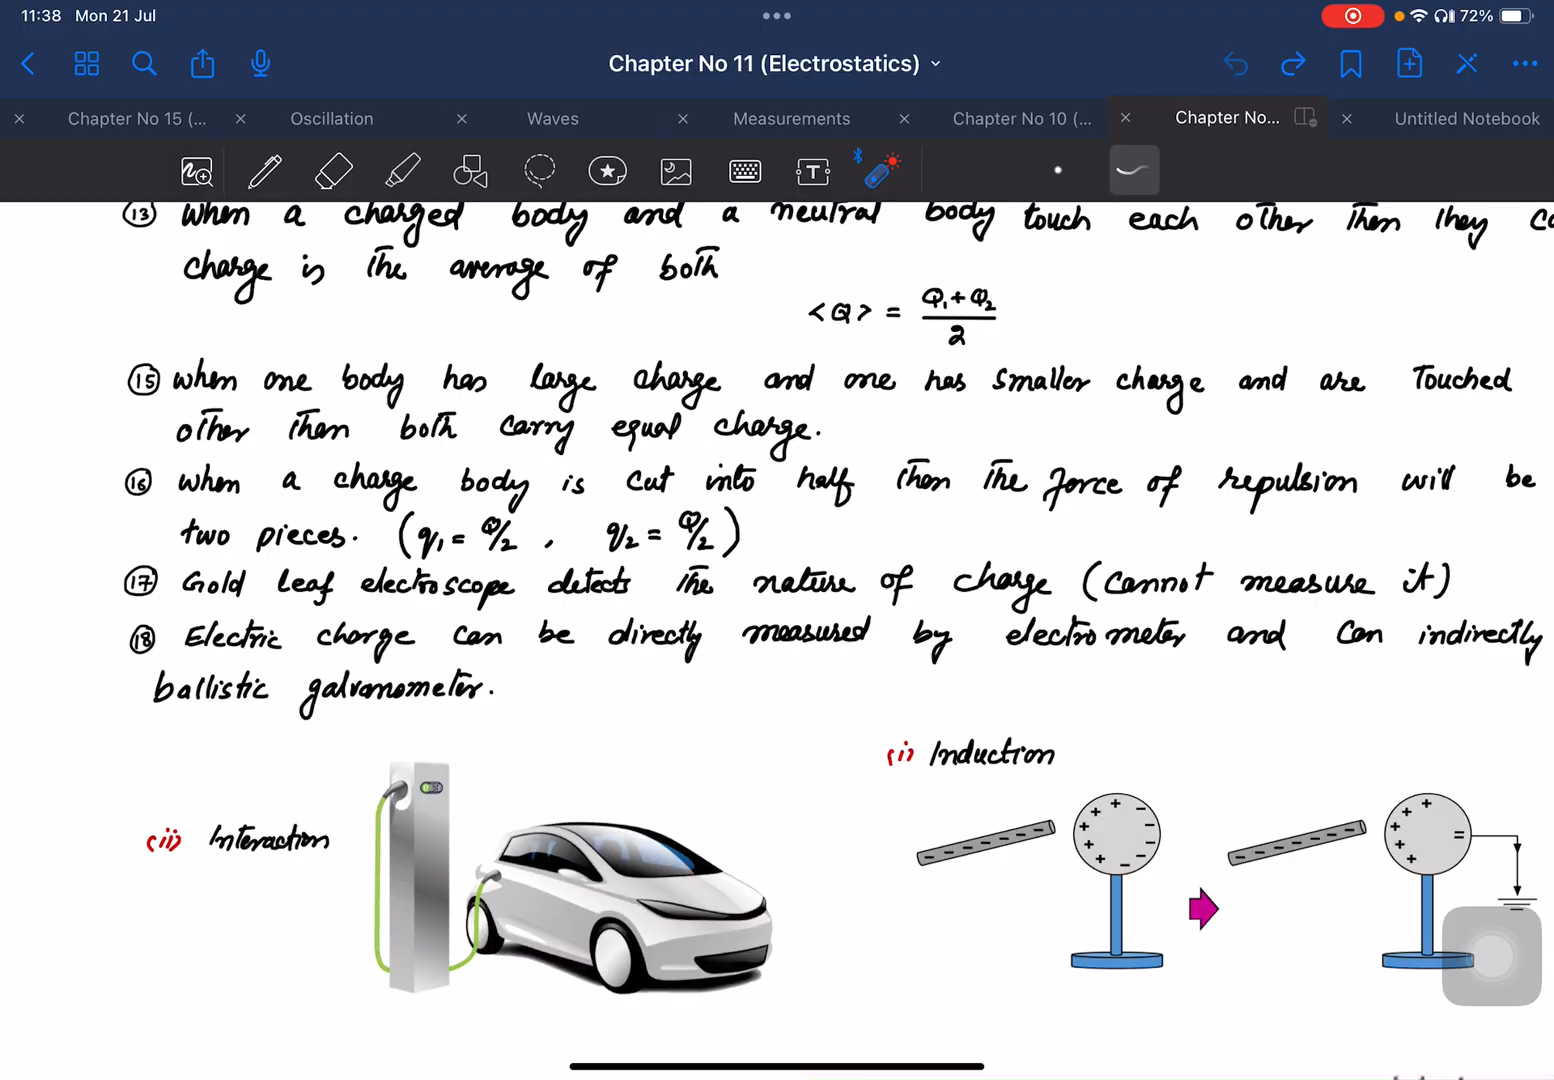 11:38 Mon 21 Jul
72%
Chapter No 11 (Electrostatics)
Chapter No 15 (... Oscillation Waves Measurements Chapter No 10 (... Chapter No... Untitled Notebook
(13) When a charged body and a neutral body touch each other then they
charge is the average of both
<Q> = Q₁ + Q₂ / 2
(15) when one body has large charge and one has smaller charge and are Touched
other then both carry equal charge.
(16) when a charge body is cut into half then the force of repulsion will be
two pieces. (q₁ = Q/2 , q₂ = Q/2)
(17) Gold leaf electroscope detects the nature of charge (cannot measure it)
(18) Electric charge can be directly measured by electrometer and can indirectly
ballistic galvanometer.
(i) Induction
(ii) Interaction